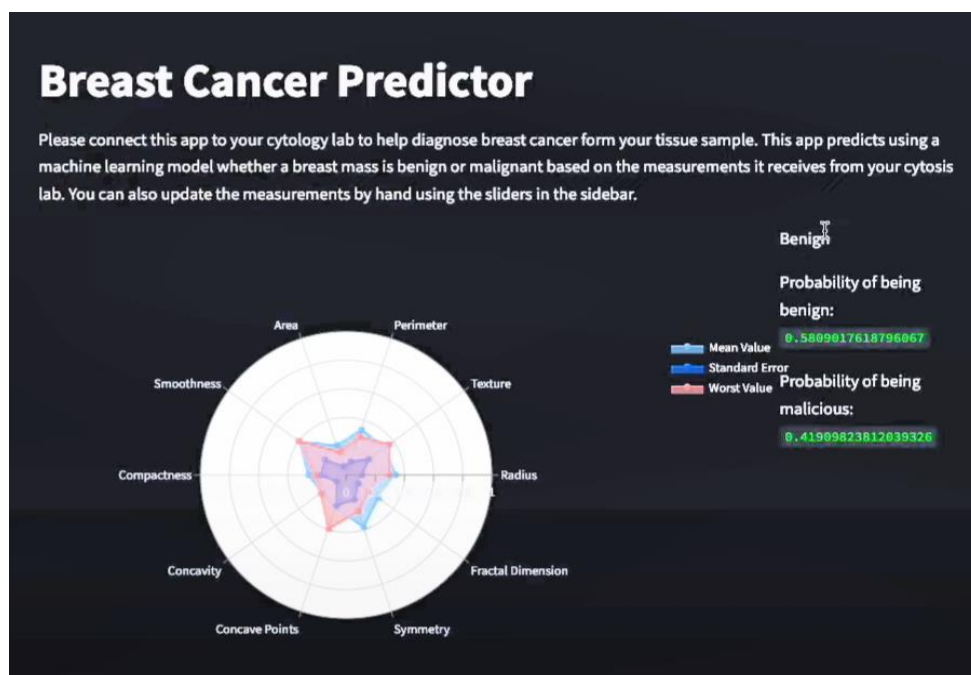 Breast Cancer Predictor
Please connect this app to your cytology lab to help diagnose breast cancer form your tissue sample. This app predicts using a
machine learning model whether a breast mass is benign or malignant based on the measurements it receives from your cytosis
lab. You can also update the measurements by hand using the sliders in the sidebar.
Benign
Probability of being
benign:
0.5809017618796067
Probability of being
malicious:
0.41909823812039326
Mean Value
Standard Error
Worst Value
Area
Perimeter
Smoothness
Texture
Compactness
Radius
0
1
Concavity
Fractal Dimension
Concave Points
Symmetry